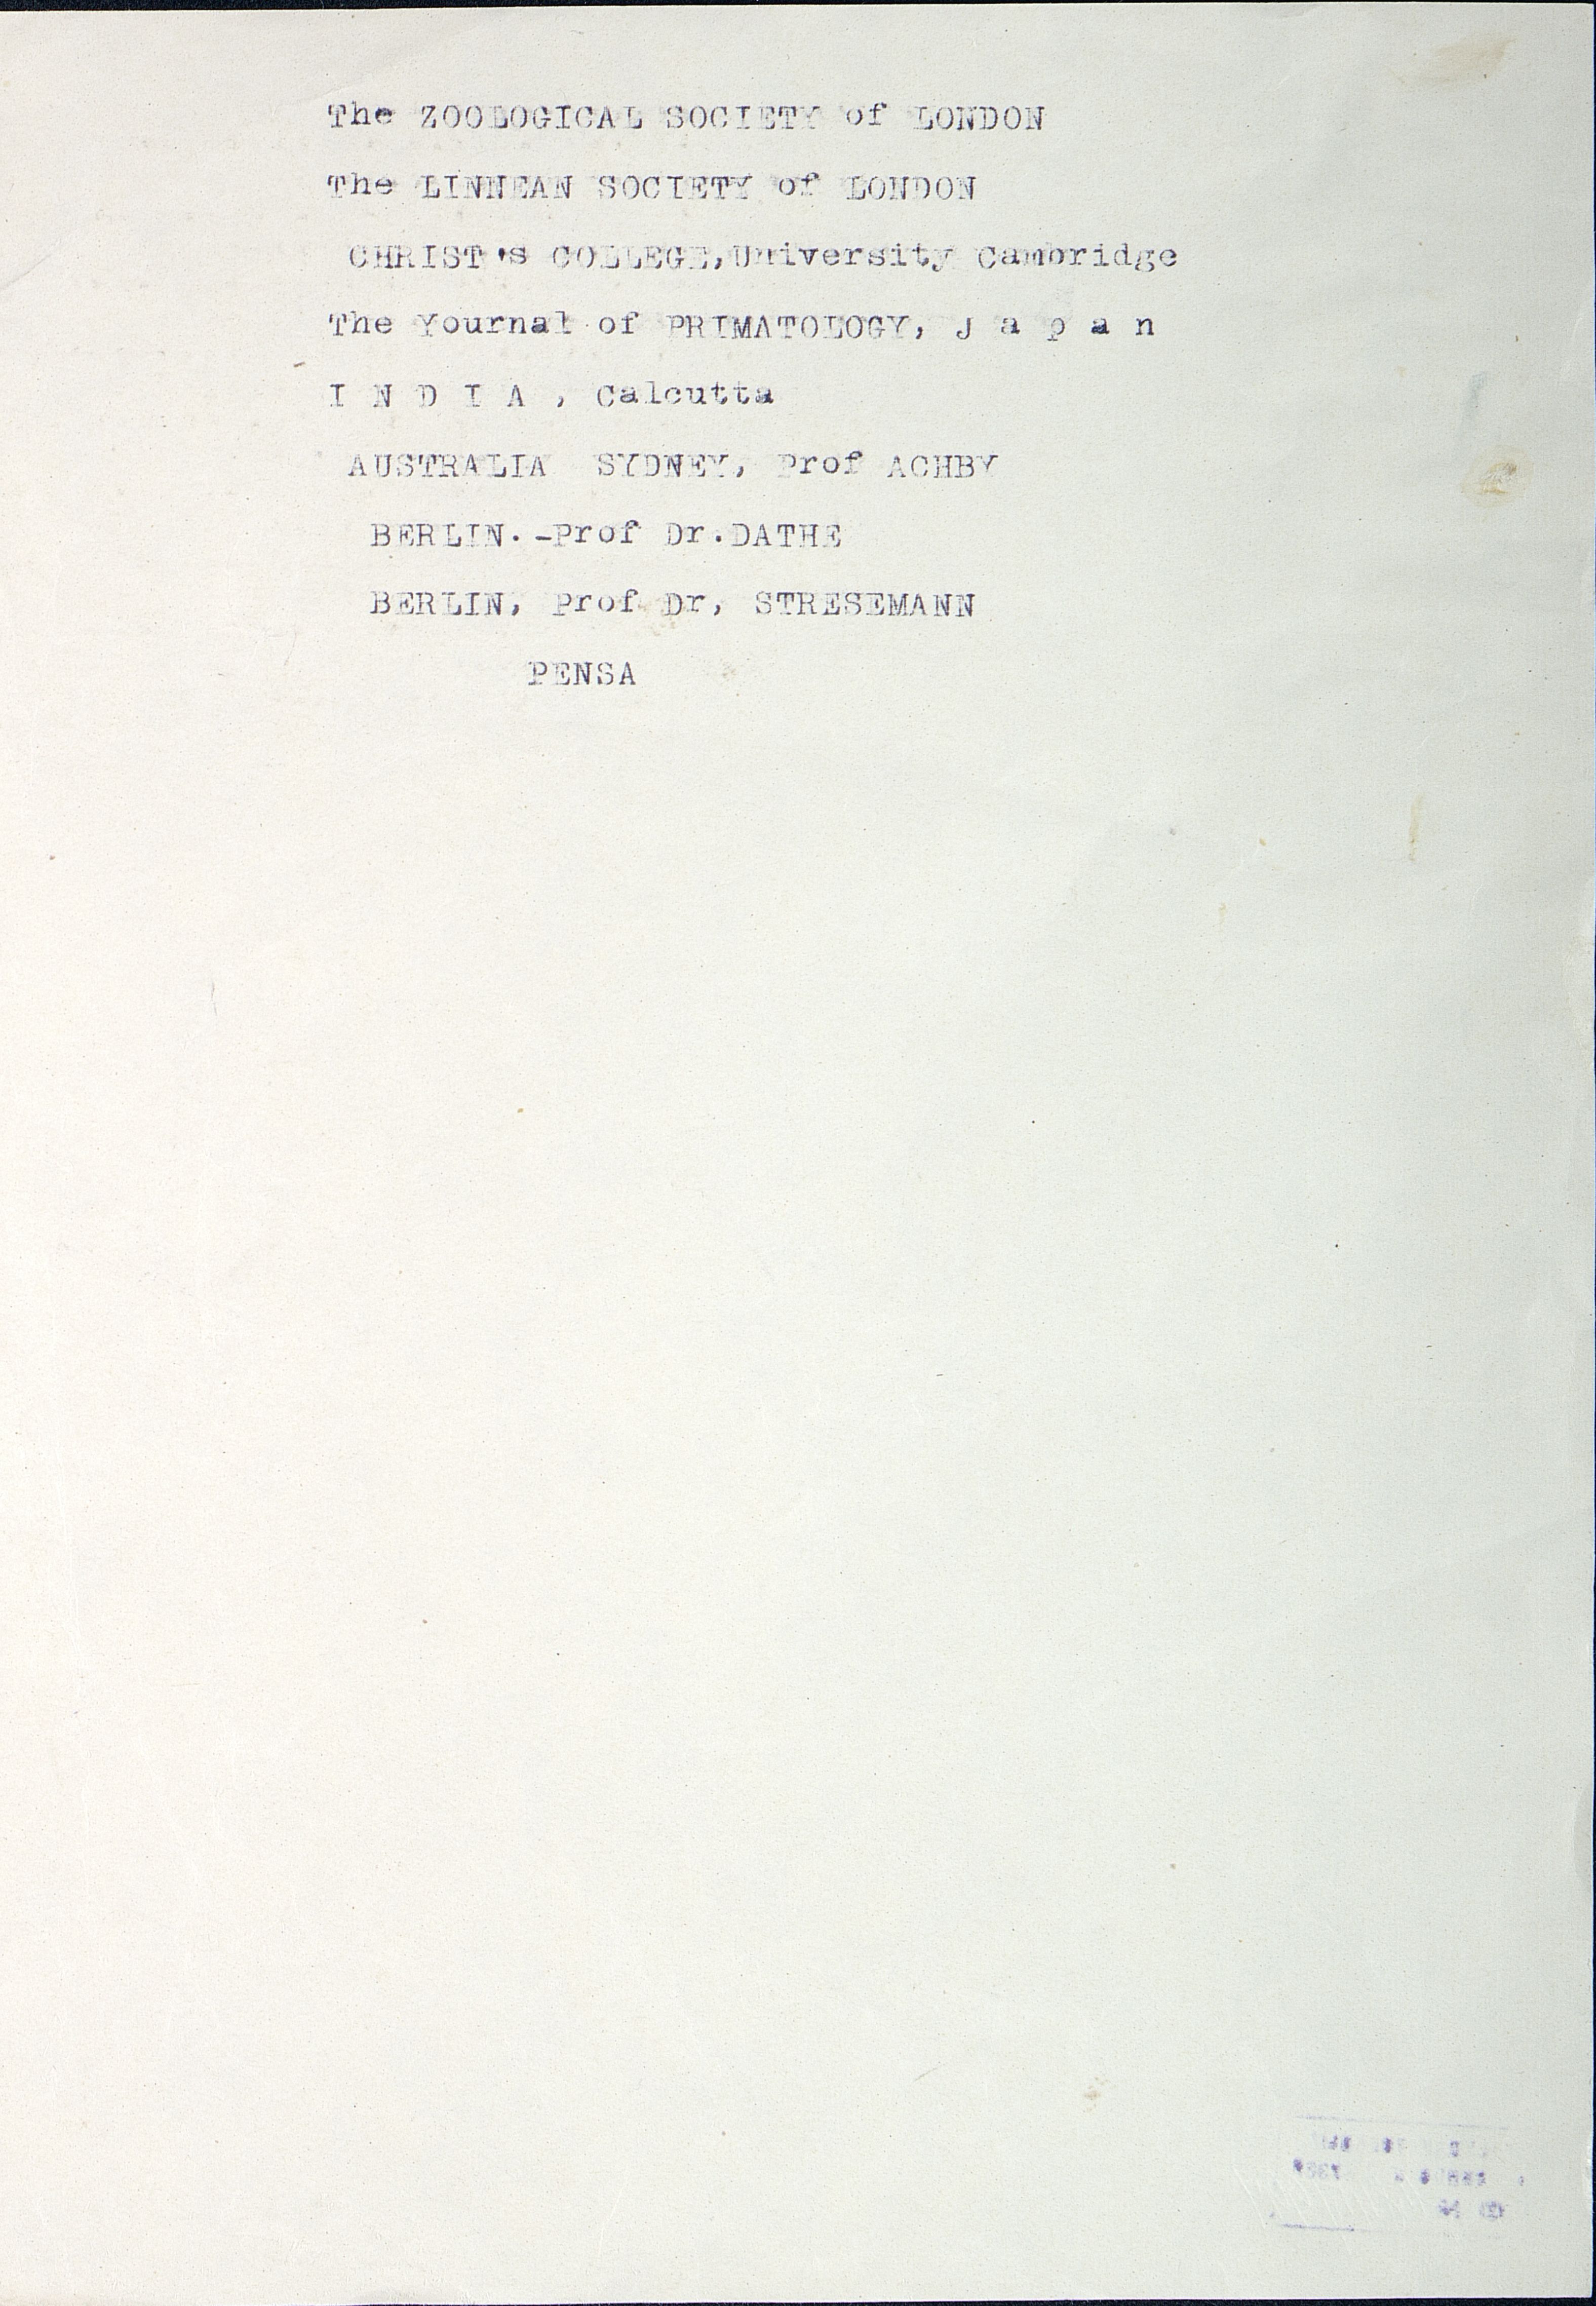 The ZOOLOGICAL SOCIETY of LONDON
The LINNEAN SOCIETY of LONDON
CHRIST's COLLEGE,University Cambridge
The Yournal of PRIMATOLOGY, J a p a n
I N D I A , Calcutta
AUSTRALIA SYDNEY, Prof ACHBY
BERLIN.-Prof Dr.DATHE
BERLIN, Prof Dr, STRESEMANN
PENSA